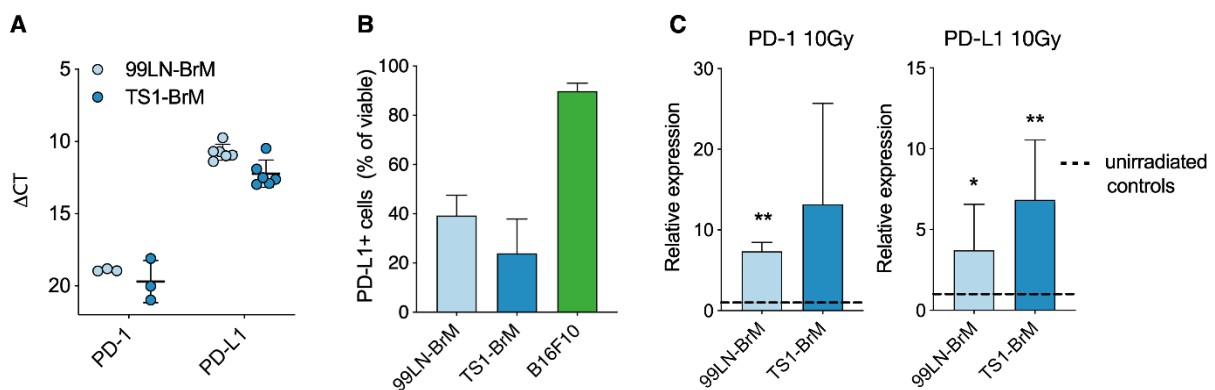 A
5
10
15
20
ΔCT
99LN-BrM
TS1-BrM
PD-1
PD-L1
B
100
80
60
40
20
0
PD-L1+ cells (% of viable)
99LN-BrM
TS1-BrM
B16F10
C
PD-1 10Gy
30
20
10
0
Relative expression
**
99LN-BrM
TS1-BrM
PD-L1 10Gy
15
10
5
0
Relative expression
*
**
99LN-BrM
TS1-BrM
unirradiated
controls